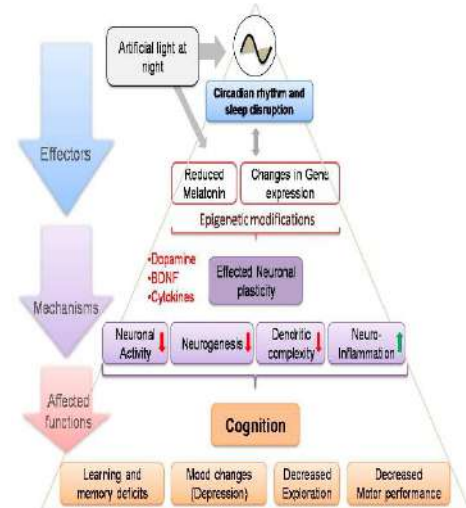 Artificial light at
night
Circadian rhythm and
sleep disruption
Effectors
Reduced
Melatonin
Changes in Gene
expression
Epigenetic modifications
•Dopamine
•BDNF
•Cylokines
Effected Neuronal
plasticity
Mechanisms
Neuronal
Activity
Neurogenesis
Dendritic
complexity
Neuro-
Inflammation
Affected
functions
Cognition
Learning and
memory deficits
Mood changes
(Depression)
Decreased
Exploration
Decreased
Motor performance